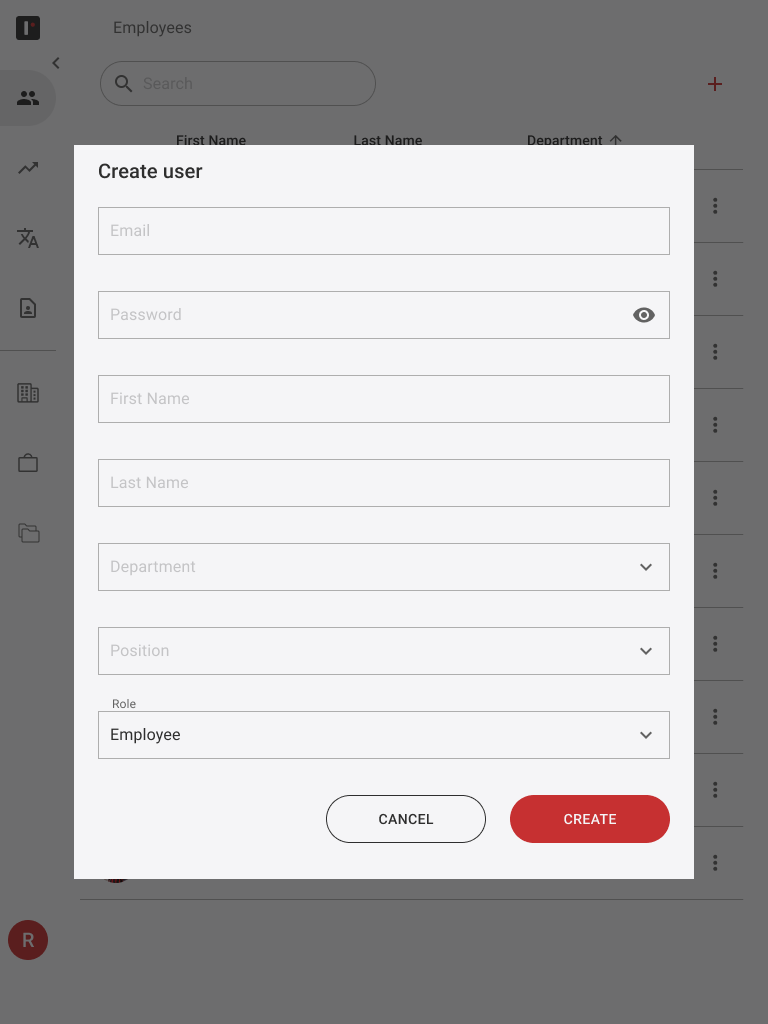 Employees
Search
First Name Last Name Department
Create user
Email
Password
First Name
Last Name
Department
Position
Role
Employee
CANCEL CREATE
R